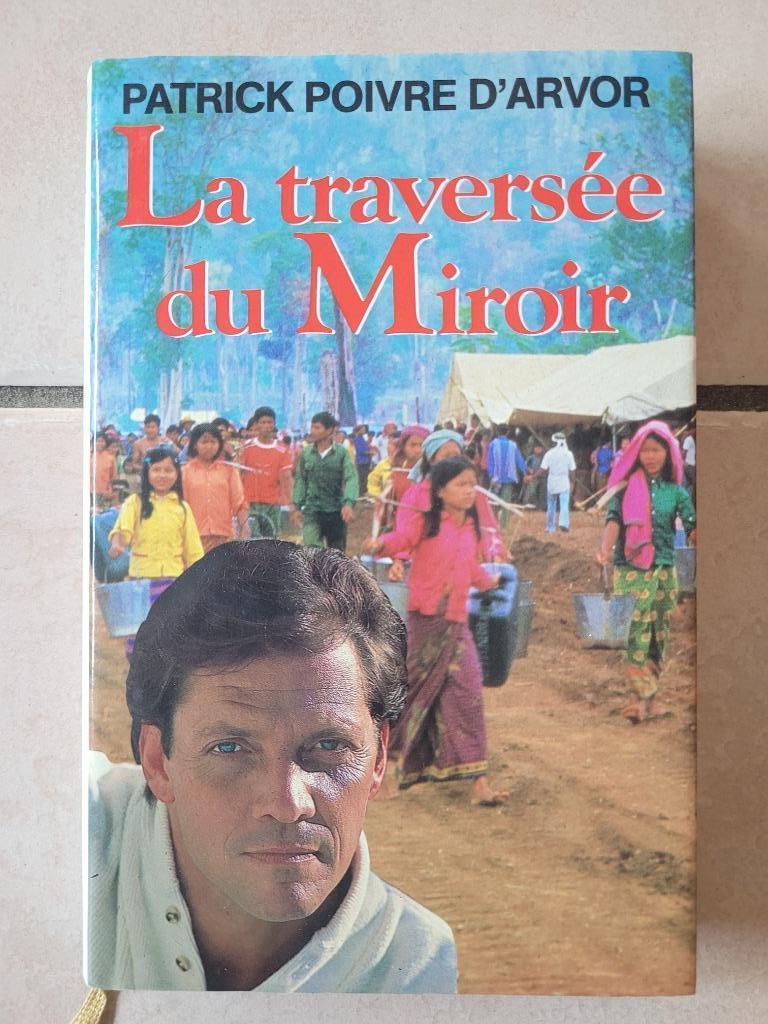 PATRICK POIVRE D'ARVOR
La traversée
du Miroir